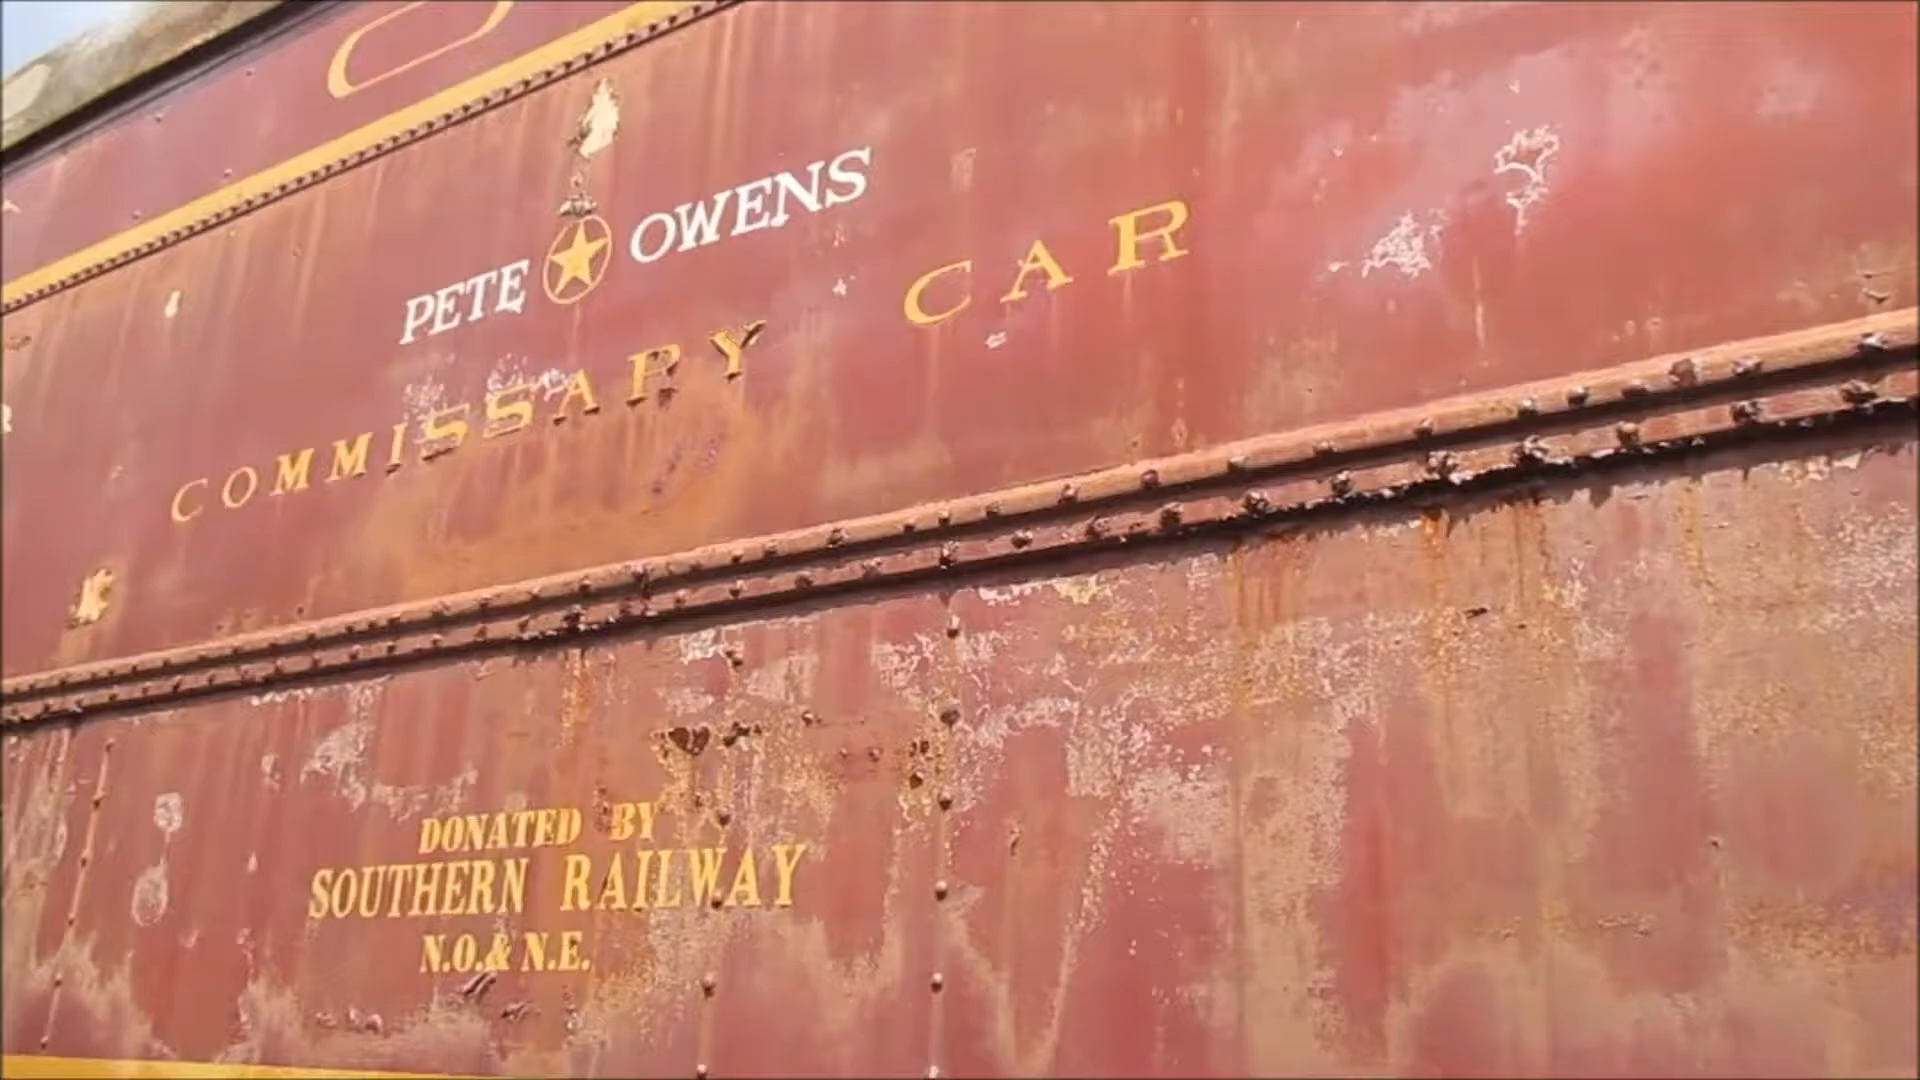 PETE OWENS
COMMISSARY CAR
DONATED BY
SOUTHERN RAILWAY
N.O.& N.E.